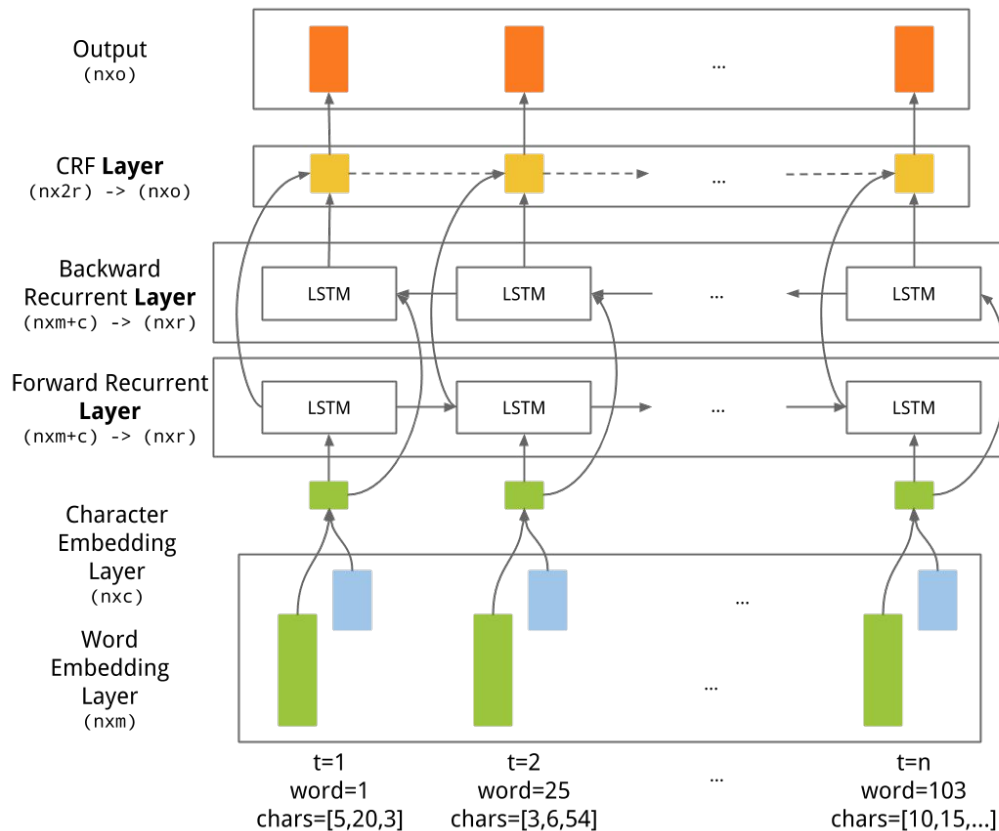 Output
(nxo)
...
CRF Layer
(nx2r) -> (nxo)
...
Backward
Recurrent Layer
(nxm+c) -> (nxr)
LSTM
LSTM
...
LSTM
Forward Recurrent
Layer
(nxm+c) -> (nxr)
LSTM
LSTM
...
LSTM
Character
Embedding
Layer
(nxc)
...
Word
Embedding
Layer
(nxm)
...
t=1
word=1
chars=[5,20,3]
t=2
word=25
chars=[3,6,54]
...
t=n
word=103
chars=[10,15,...]